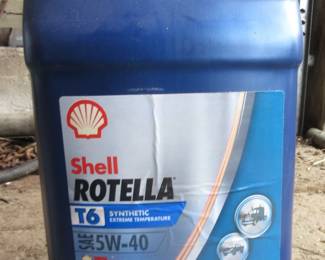 Shell
ROTELLA
T6 SYNTHETIC
EXTREME TEMPERATURE
SAE 5W-40